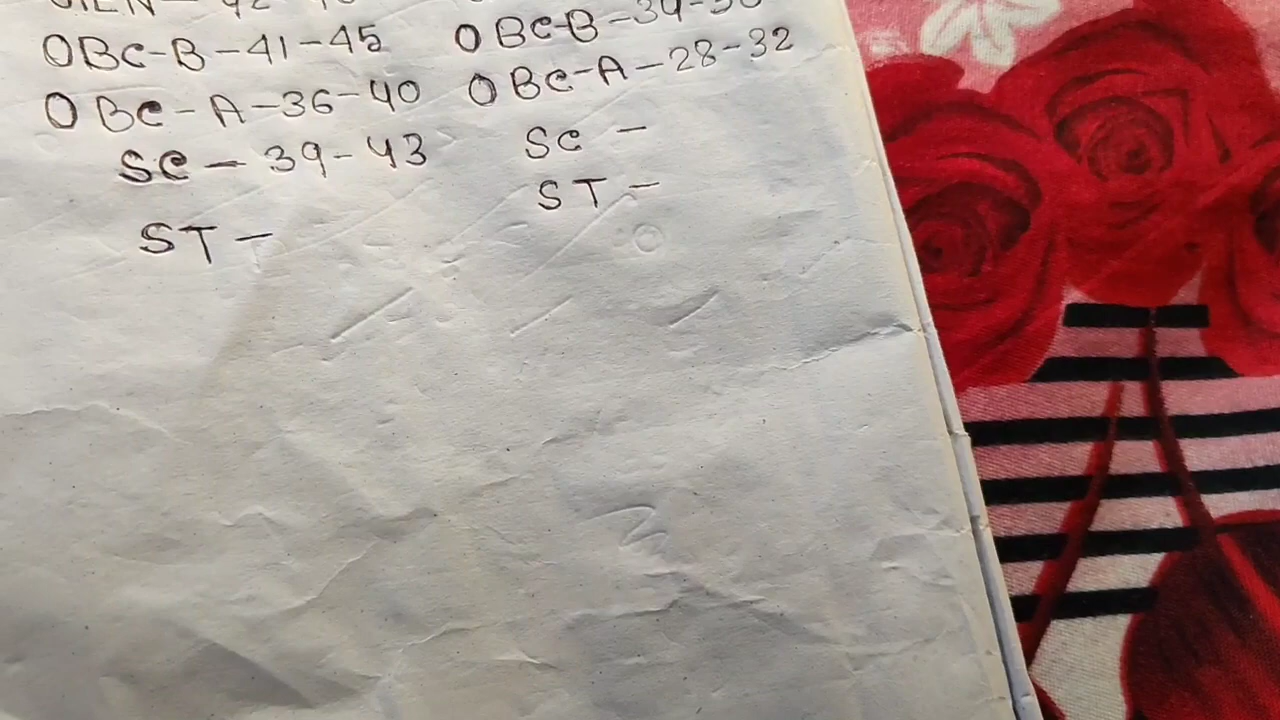 OBC-B-41-45
OBC-A-36-40
SC-39-43
ST-
OBC-B-
OBC-A-28-32
SC-
ST-